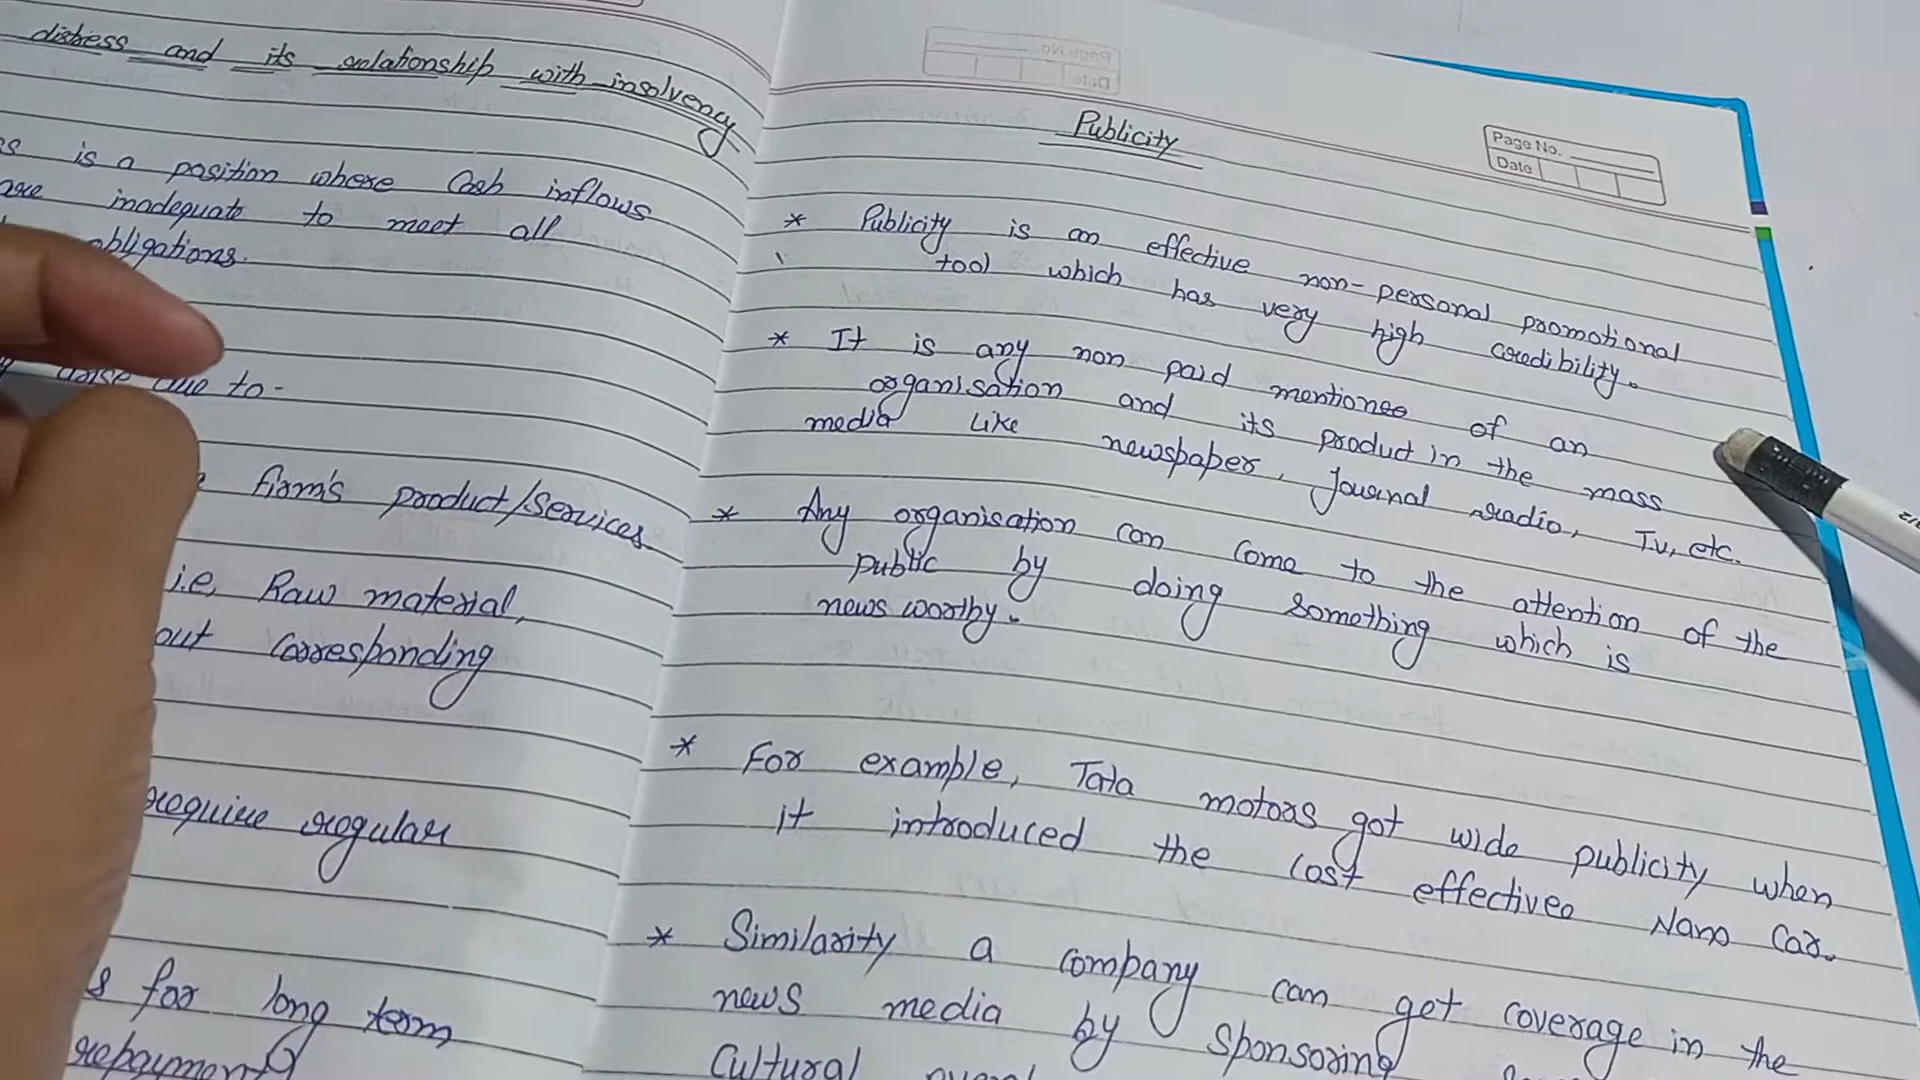 distress and its relationship with insolvency
is a position where Cash inflows
are inadequate to meet all
obligations.
arise due to-
firm's product/Services.
i.e, Raw material,
out corresponding
require regular
s for long term
repayment
Page No.
Date
Publicity
Page No.
Date
* Publicity is an effective non-personal promotional
tool which has very high credibility.
* It is any non paid mentiones of an
organisation and its product in the mass
media like newspaper, Journal radio, Tv, etc.
* Any organisation can come to the attention of the
public by doing something which is
news worthy.
* For example, Tata motors got wide publicity when
it introduced the cost effectivee Nano Car.
* Similarity a company can get coverage in the
news media by Sponsoring
Cultural